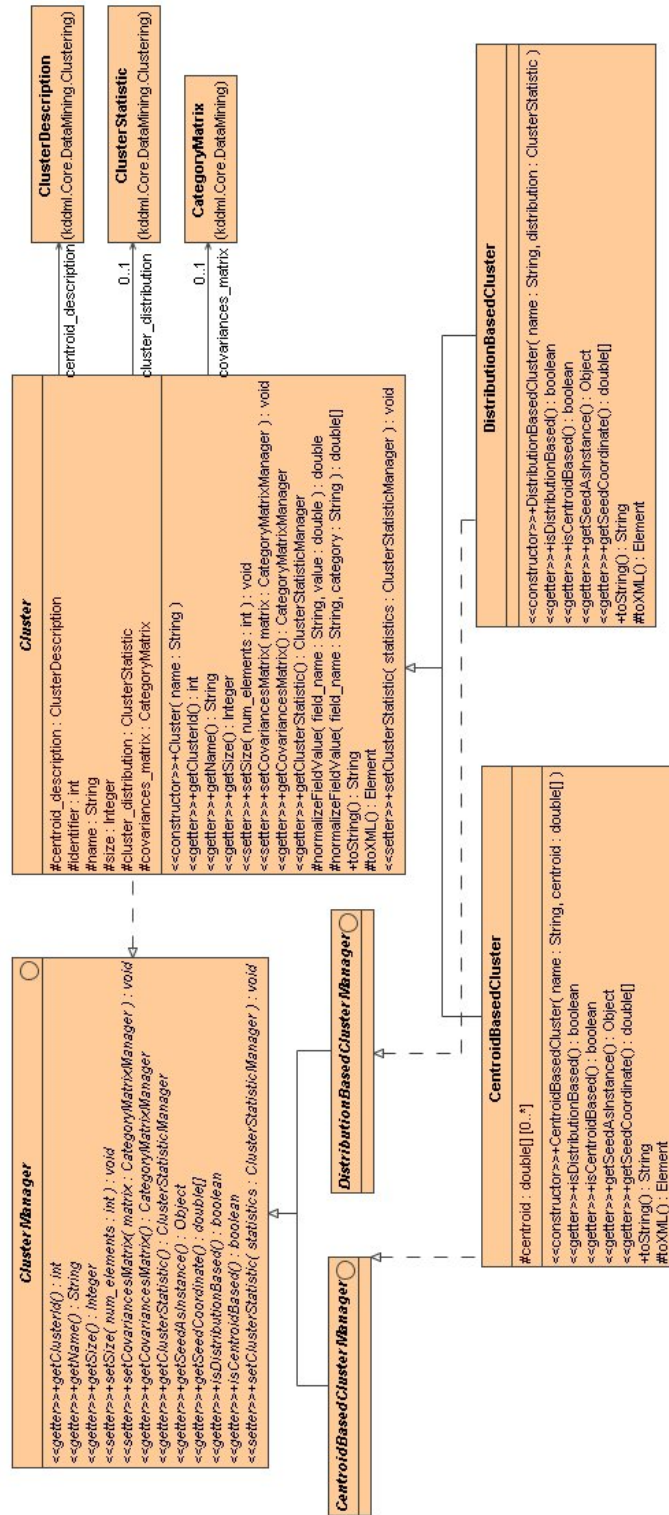 ClusterManager
<<getter>>+getClusterId() : int
<<getter>>+getName() : String
<<getter>>+getSize() : Integer
<<setter>>+setSize( num_elements : int ) : void
<<setter>>+setCovariancesMatrix( matrix : CategoryMatrixManager ) : void
<<getter>>+getCovariancesMatrix() : CategoryMatrixManager
<<getter>>+getClusterStatistic() : ClusterStatisticManager
<<getter>>+getSeedAsInstance() : Object
<<getter>>+getSeedCoordinate() : double[]
<<getter>>+isDistributionBased() : boolean
<<getter>>+isCentroidBased() : boolean
<<setter>>+setClusterStatistic( statistics : ClusterStatisticManager ) : void
Cluster
#centroid_description : ClusterDescription
#identifier : int
#name : String
#size : Integer
#cluster_distribution : ClusterStatistic
#covariances_matrix : CategoryMatrix
<<constructor>>+Cluster( name : String )
<<getter>>+getClusterId() : int
<<getter>>+getName() : String
<<getter>>+getSize() : Integer
<<setter>>+setSize( num_elements : int ) : void
<<setter>>+setCovariancesMatrix( matrix : CategoryMatrixManager ) : void
<<getter>>+getCovariancesMatrix() : CategoryMatrixManager
<<getter>>+getClusterStatistic() : ClusterStatisticManager
#normalizeFieldValue( field_name : String, value : double ) : double
#normalizeFieldValue( field_name : String, category : String ) : double[]
+toString() : String
#toXML() : Element
<<setter>>+setClusterStatistic( statistics : ClusterStatisticManager ) : void
centroid_description
ClusterDescription
(kddml.Core.DataMining.Clustering)
0..1
cluster_distribution
ClusterStatistic
(kddml.Core.DataMining.Clustering)
0..1
covariances_matrix
CategoryMatrix
(kddml.Core.DataMining)
CentroidBasedClusterManager
DistributionBasedClusterManager
CentroidBasedCluster
#centroid : double[] [0..*]
<<constructor>>+CentroidBasedCluster( name : String, centroid : double[] )
<<getter>>+isDistributionBased() : boolean
<<getter>>+isCentroidBased() : boolean
<<getter>>+getSeedAsInstance() : Object
<<getter>>+getSeedCoordinate() : double[]
+toString() : String
#toXML() : Element
DistributionBasedCluster
<<constructor>>+DistributionBasedCluster( name : String, distribution : ClusterStatistic )
<<getter>>+isDistributionBased() : boolean
<<getter>>+isCentroidBased() : boolean
<<getter>>+getSeedAsInstance() : Object
<<getter>>+getSeedCoordinate() : double[]
+toString() : String
#toXML() : Element